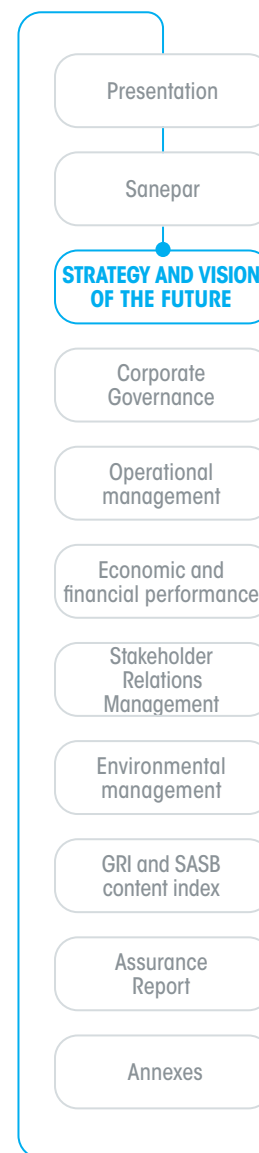 Presentation
Sanepar
STRATEGY AND VISION
OF THE FUTURE
Corporate
Governance
Operational
management
Economic and
financial performance
Stakeholder
Relations
Management
Environmental
management
GRI and SASB
content index
Assurance
Report
Annexes